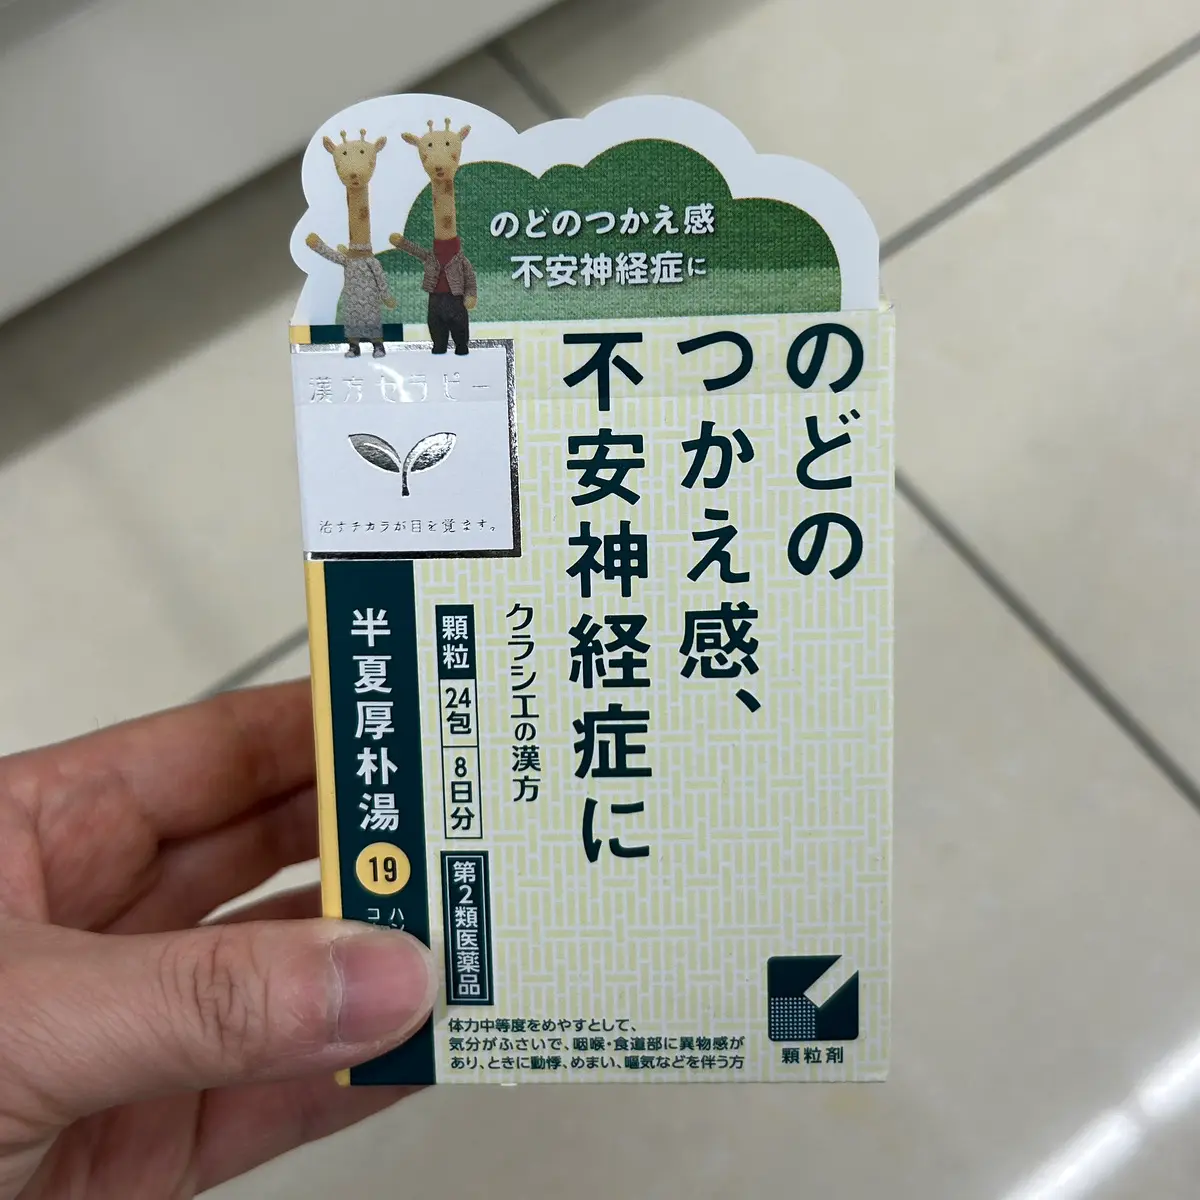 のどのつかえ感
不安神経症に
のどの
つかえ感、
不安神経症に
漢方セラピー
治すチカラが目を覚ます。
クラシエの漢方
顆粒
24包
8日分
第2類医薬品
半夏厚朴湯
19
体力中等度をめやすとして、
気分がふさいで、咽喉・食道部に異物感が
あり、ときに動悸、めまい、嘔気などを伴う方
顆粒剤